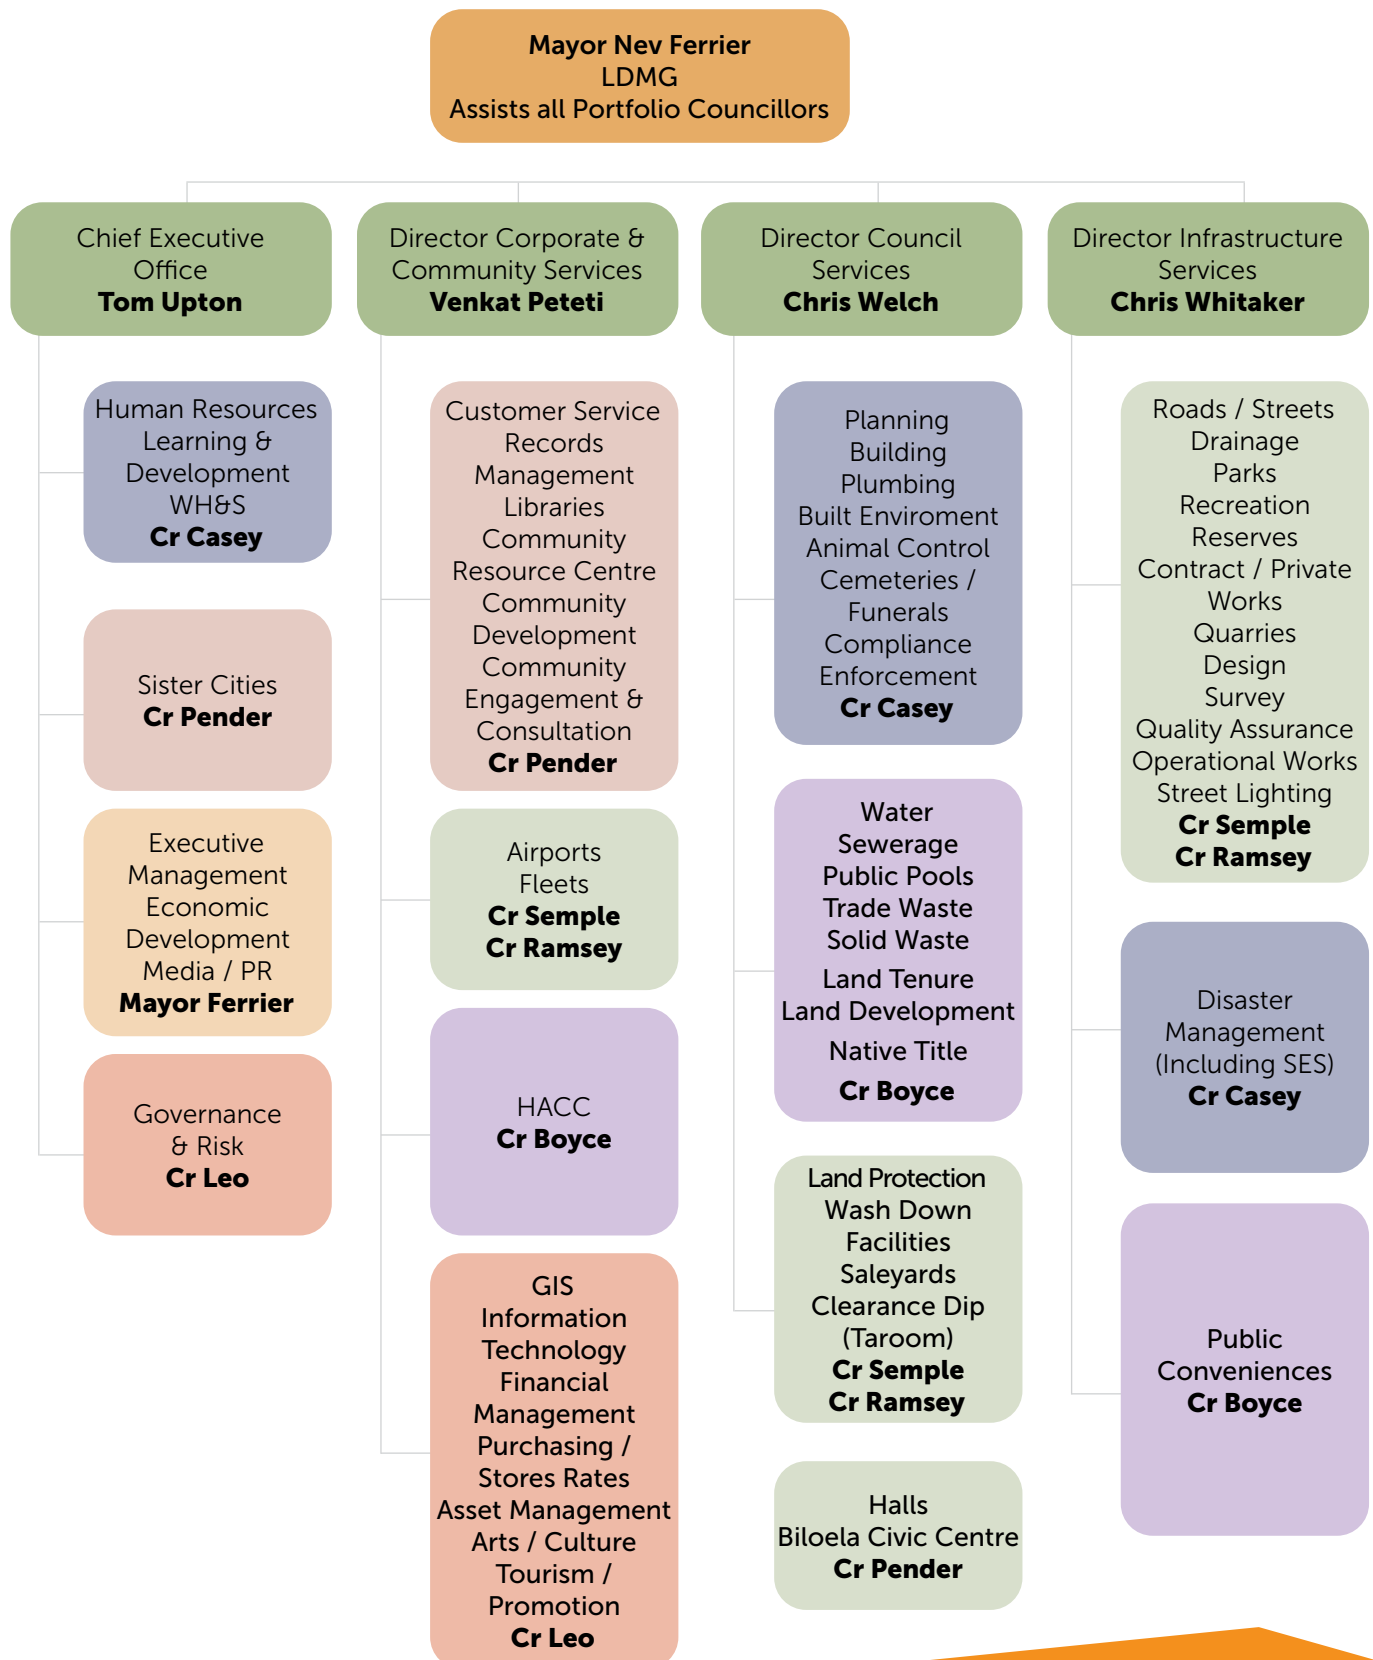 Mayor Nev Ferrier
LDMG
Assists all Portfolio Councillors
Chief Executive
Office
Tom Upton
Human Resources
Learning &
Development
WH&S
Cr Casey
Sister Cities
Cr Pender
Executive
Management
Economic
Development
Media / PR
Mayor Ferrier
Governance
& Risk
Cr Leo
Director Corporate &
Community Services
Venkat Peteti
Customer Service
Records
Management
Libraries
Community
Resource Centre
Community
Development
Community
Engagement &
Consultation
Cr Pender
Airports
Fleets
Cr Semple
Cr Ramsey
HACC
Cr Boyce
GIS
Information
Technology
Financial
Management
Purchasing /
Stores Rates
Asset Management
Arts / Culture
Tourism /
Promotion
Cr Leo
Director Council
Services
Chris Welch
Planning
Building
Plumbing
Built Enviroment
Animal Control
Cemeteries /
Funerals
Compliance
Enforcement
Cr Casey
Water
Sewerage
Public Pools
Trade Waste
Solid Waste
Land Tenure
Land Development
Native Title
Cr Boyce
Land Protection
Wash Down
Facilities
Saleyards
Clearance Dip
(Taroom)
Cr Semple
Cr Ramsey
Halls
Biloela Civic Centre
Cr Pender
Director Infrastructure
Services
Chris Whitaker
Roads / Streets
Drainage
Parks
Recreation
Reserves
Contract / Private
Works
Quarries
Design
Survey
Quality Assurance
Operational Works
Street Lighting
Cr Semple
Cr Ramsey
Disaster
Management
(Including SES)
Cr Casey
Public
Conveniences
Cr Boyce